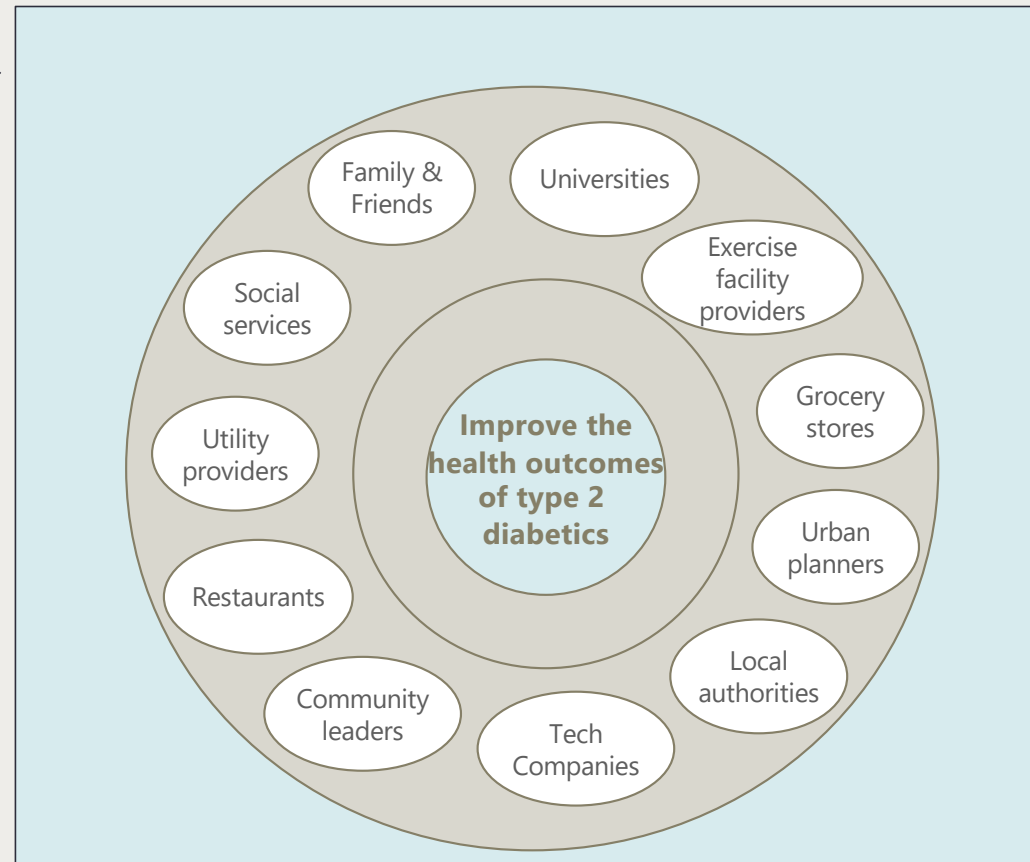 Family &
Friends
Universities
Exercise
facility
providers
Social
services
Grocery
stores
Utility
providers
Improve the
health outcomes
of type 2
diabetics
Urban
planners
Restaurants
Local
authorities
Community
leaders
Tech
Companies